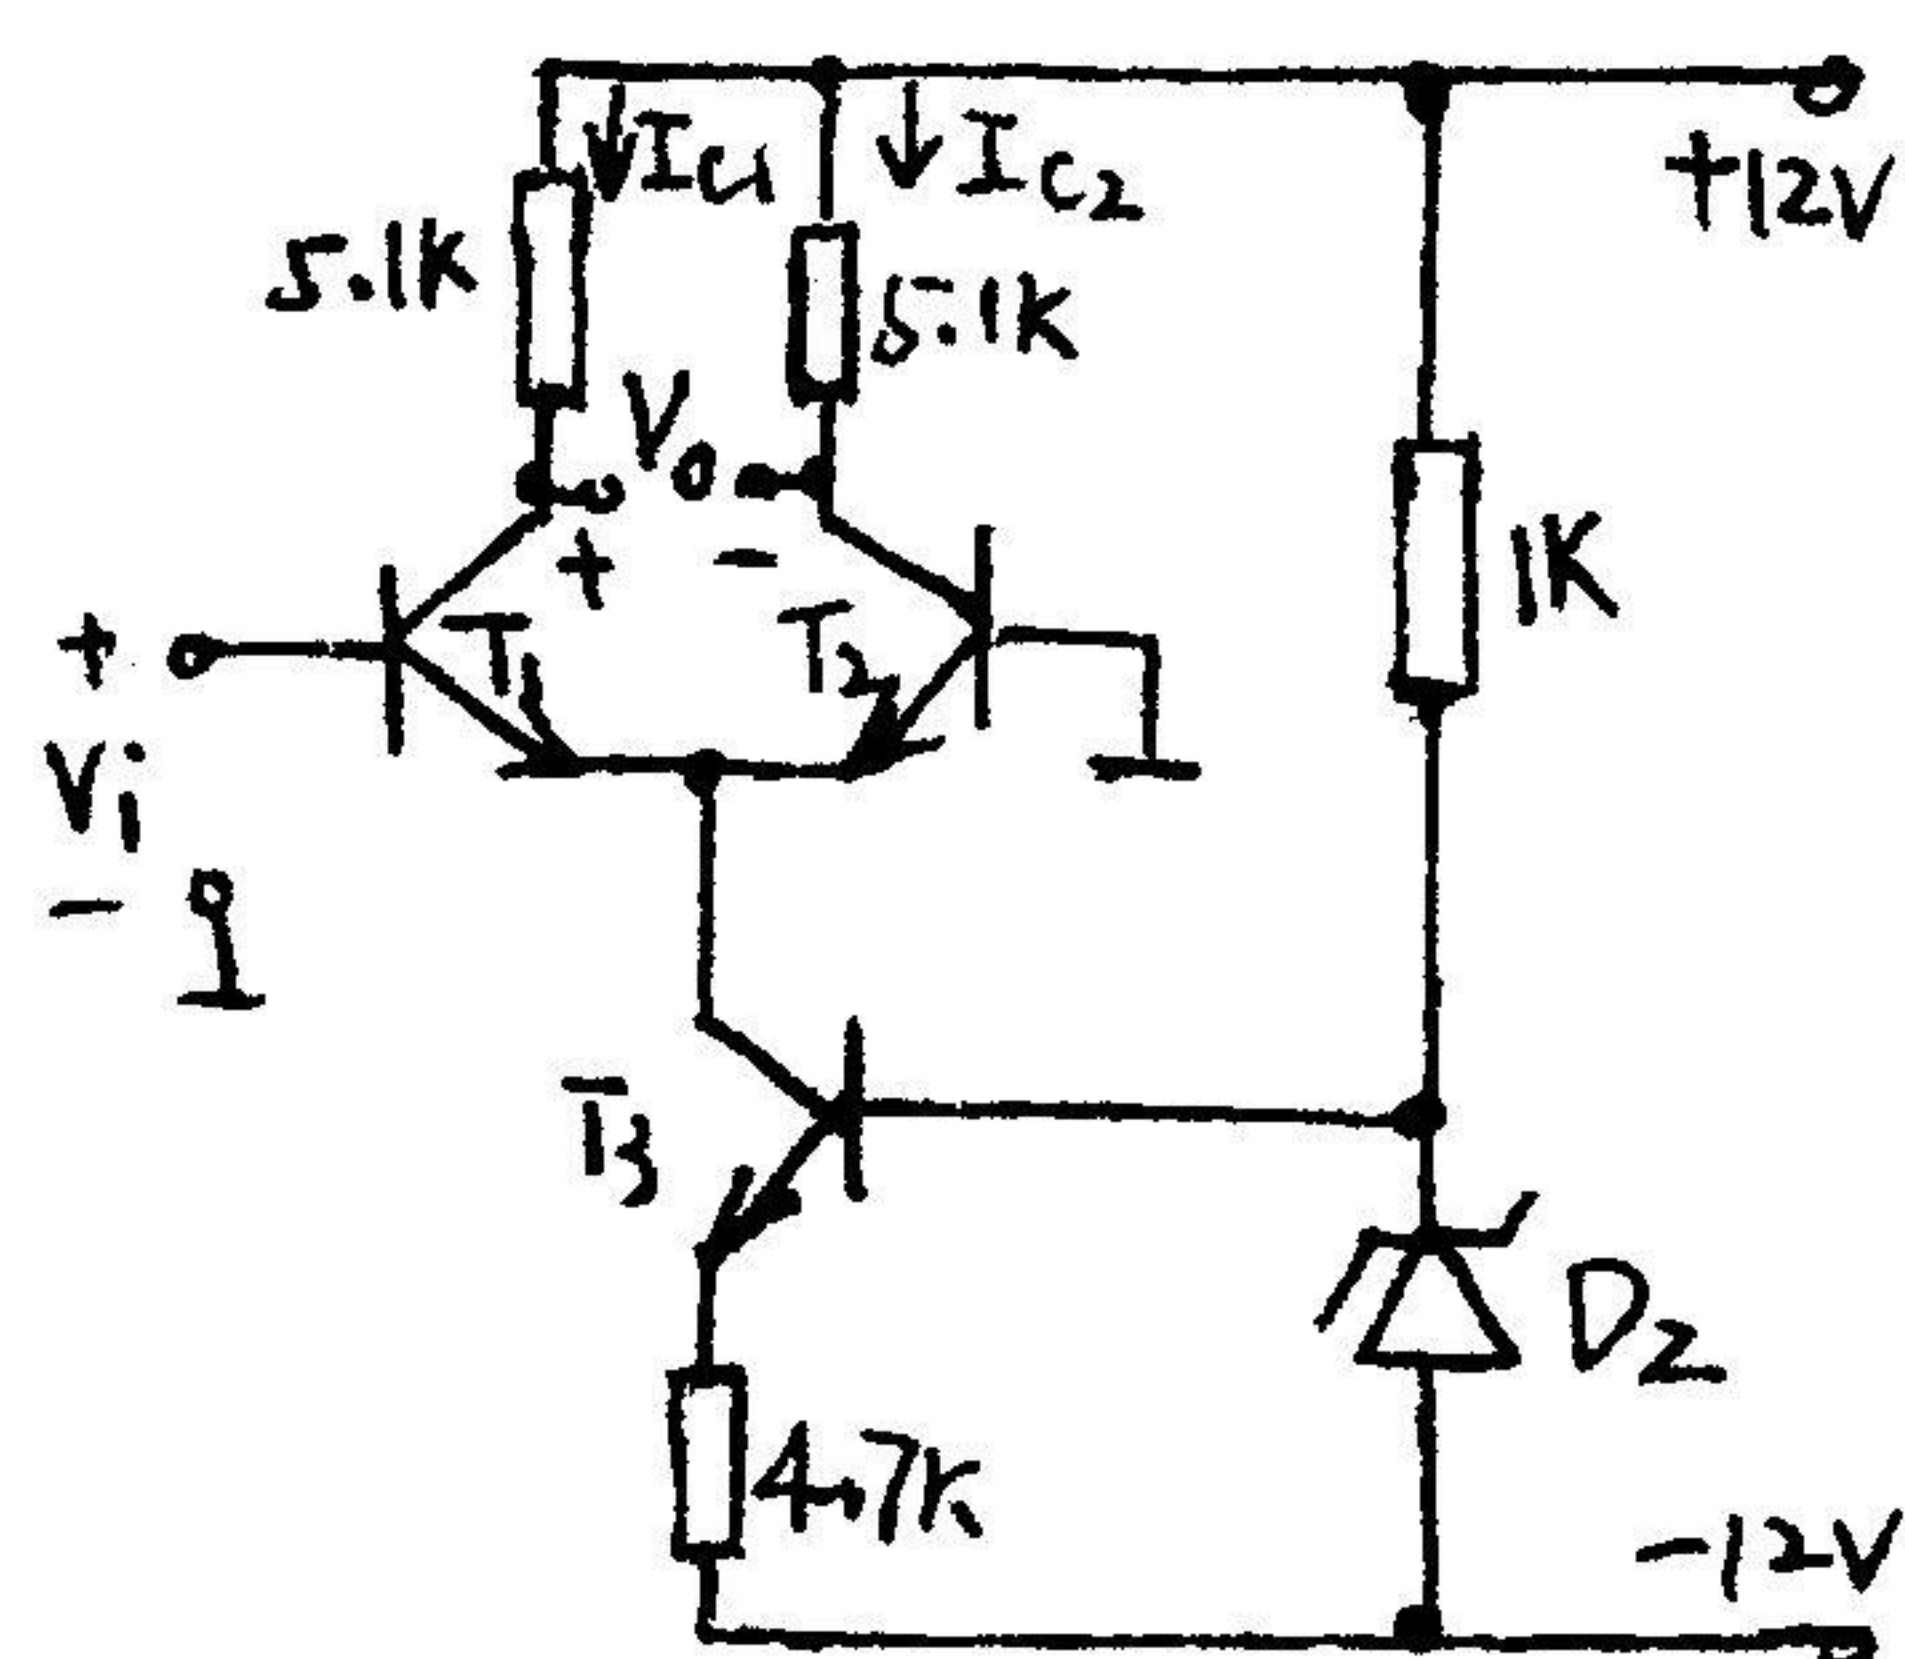 Ic1
Ic2
+12V
5.1K
5.1K
Vo
+
-
1K
+
T1
T2
Vi
-
T3
Dz
4.7K
-12V